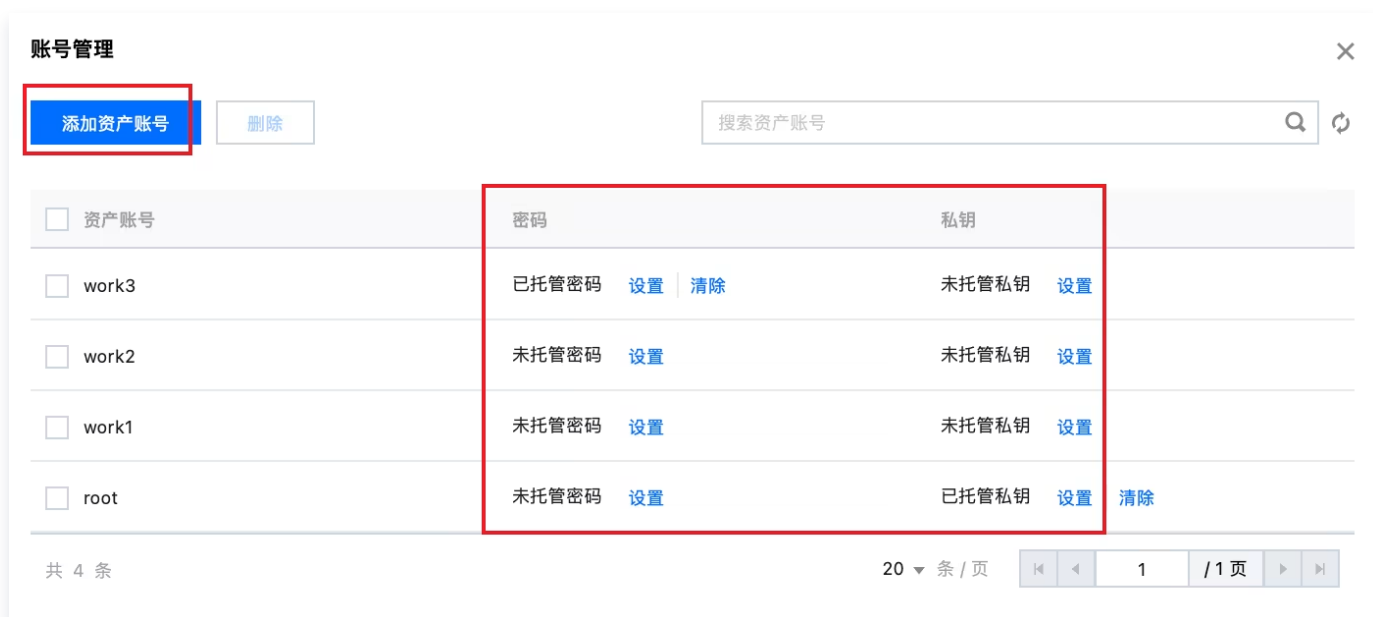 账号管理
添加资产账号 删除 搜索资产账号
资产账号 密码 私钥
work3 已托管密码 设置 清除 未托管私钥 设置
work2 未托管密码 设置 未托管私钥 设置
work1 未托管密码 设置 未托管私钥 设置
root 未托管密码 设置 已托管私钥 设置 清除
共 4 条 20 条 / 页 1 / 1 页